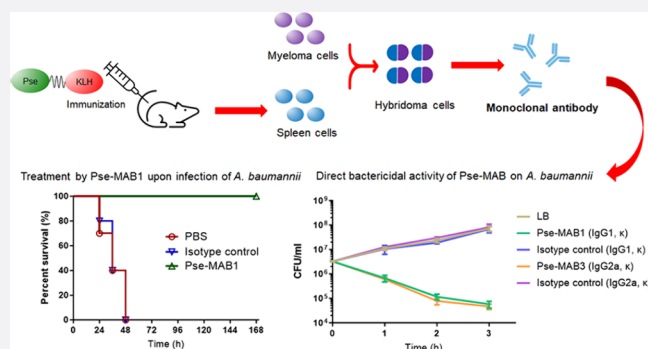 Myeloma cells
Pse
KLH
Immunization
Spleen cells
Hybridoma cells
Monoclonal antibody
Treatment by Pse-MAB1 upon infection of A. baumannii
Percent survival (%)
100
80
60
40
20
0
PBS
Isotype control
Pse-MAB1
0 24 48 72 96 120 144 168
Time (h)
Direct bactericidal activity of Pse-MAB on A. baumannii
CFU/ml
10⁹
10⁸
10⁷
10⁶
10⁵
10⁴
0 1 2 3
Time (h)
LB
Pse-MAB1 (IgG1, κ)
Isotype control (IgG1, κ)
Pse-MAB3 (IgG2a, κ)
Isotype control (IgG2a, κ)